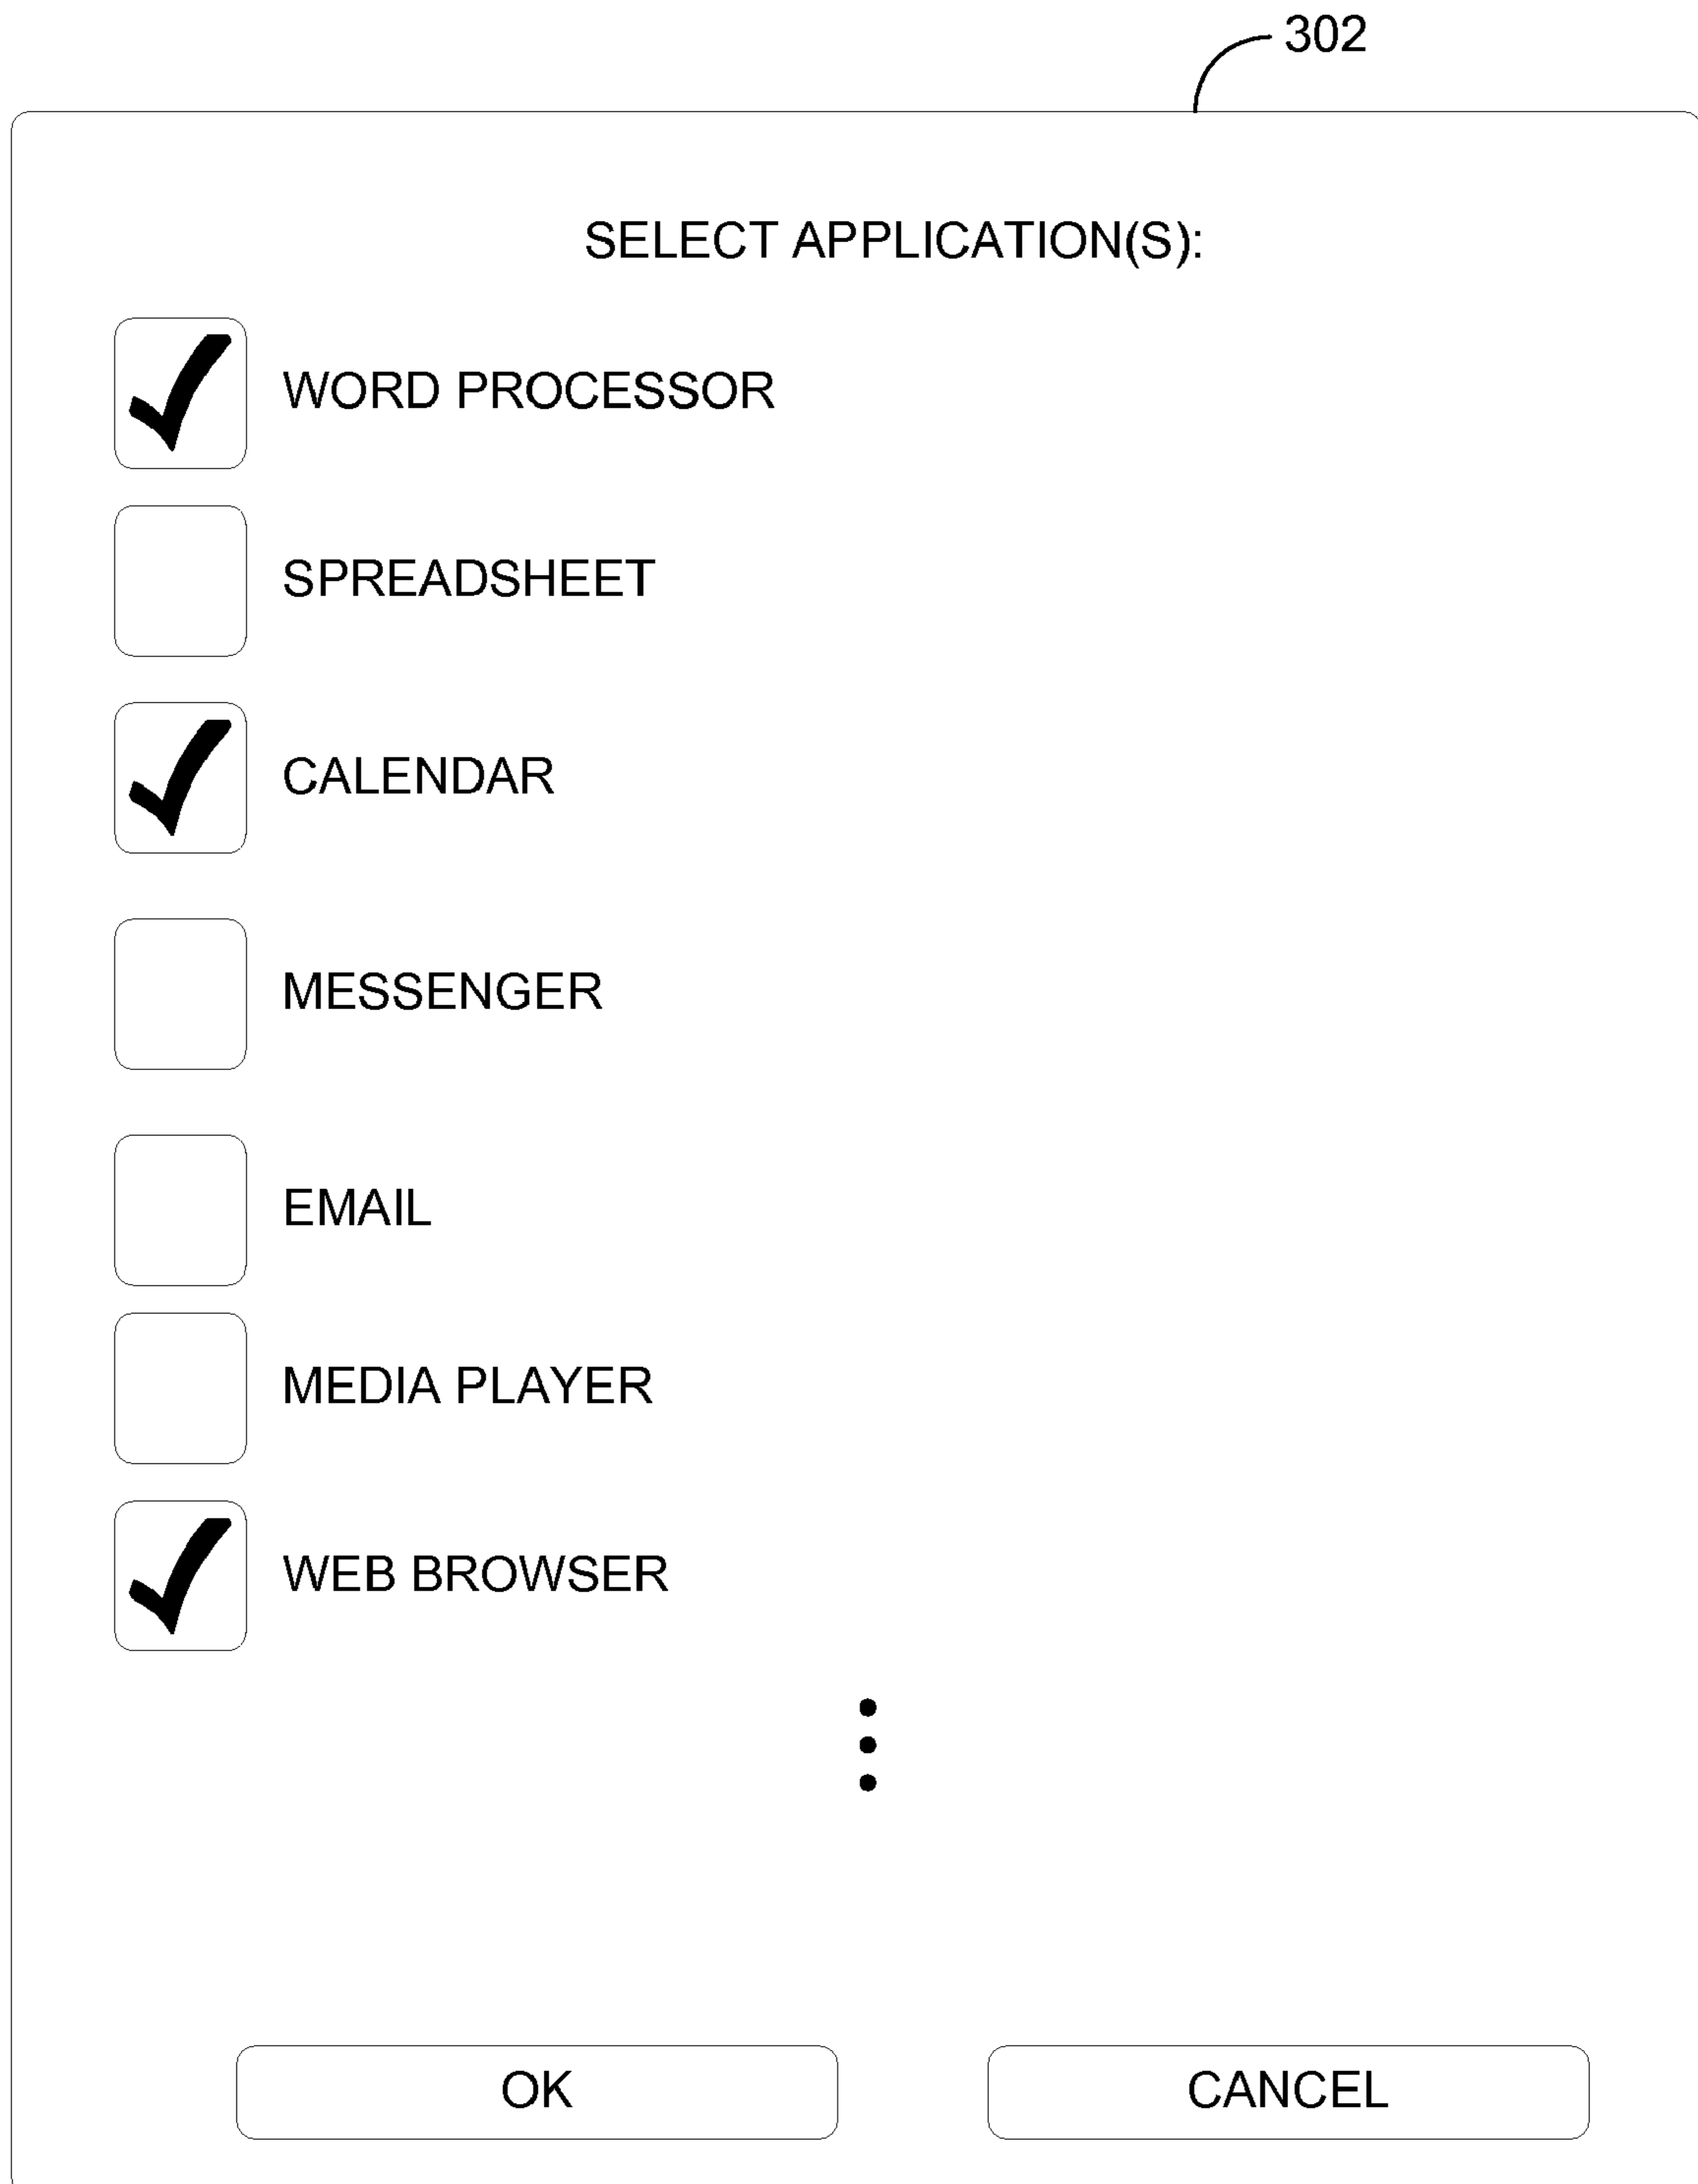 302
SELECT APPLICATION(S):
WORD PROCESSOR
SPREADSHEET
CALENDAR
MESSENGER
EMAIL
MEDIA PLAYER
WEB BROWSER
OK
CANCEL